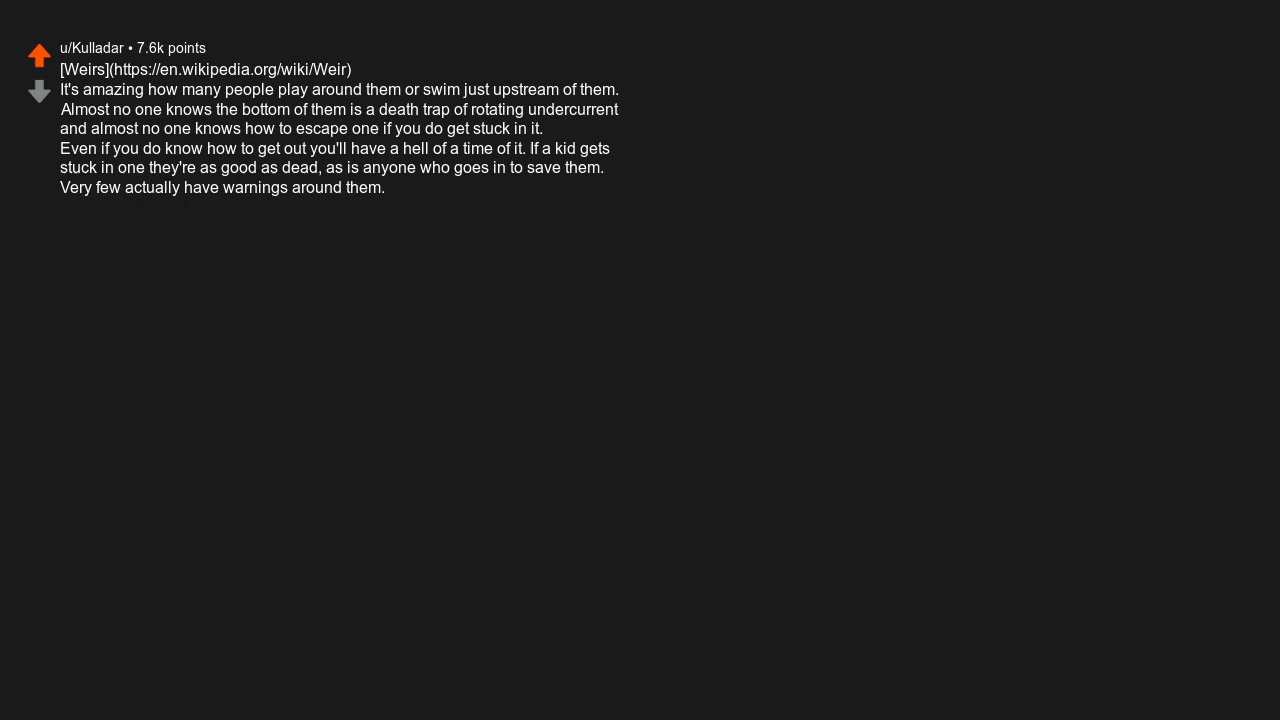 u/Kulladar • 7.6k points
[Weirs](https://en.wikipedia.org/wiki/Weir)
It's amazing how many people play around them or swim just upstream of them.
Almost no one knows the bottom of them is a death trap of rotating undercurrent
and almost no one knows how to escape one if you do get stuck in it.
Even if you do know how to get out you'll have a hell of a time of it. If a kid gets
stuck in one they're as good as dead, as is anyone who goes in to save them.
Very few actually have warnings around them.